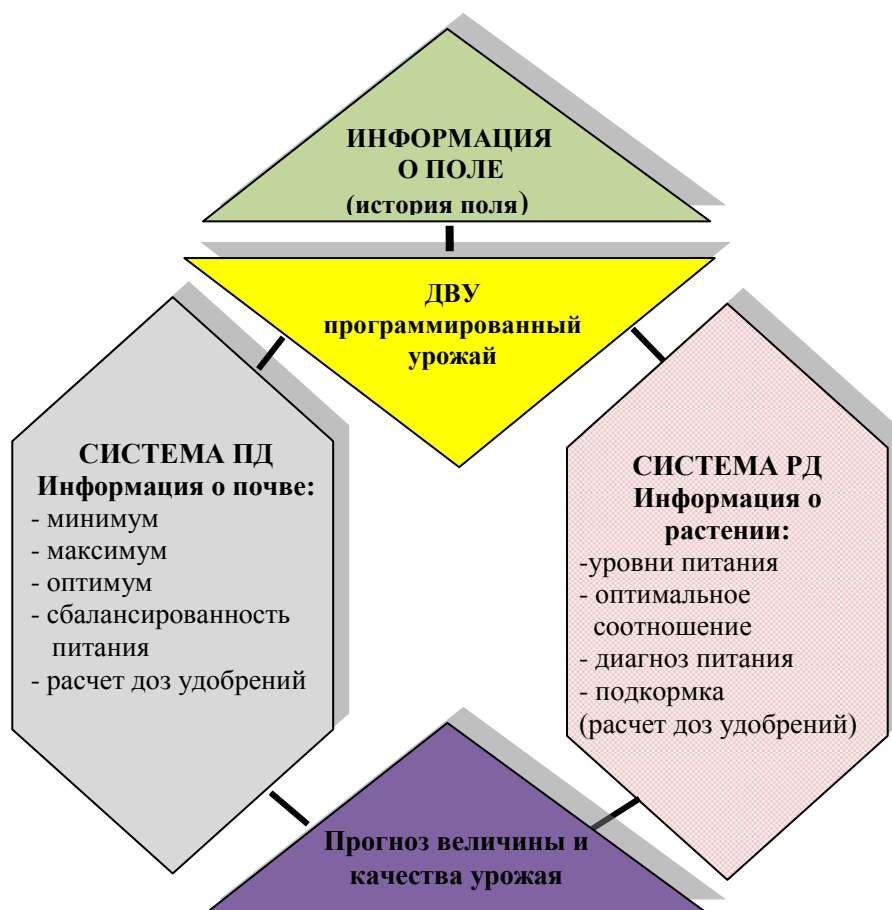 ИНФОРМАЦИЯ
О ПОЛЕ
(история поля)
ДВУ
программированный
урожай
СИСТЕМА ПД
Информация о почве:
- минимум
- максимум
- оптимум
- сбалансированность
питания
- расчет доз удобрений
СИСТЕМА РД
Информация о
растении:
-уровни питания
- оптимальное
соотношение
- диагноз питания
- подкормка
(расчет доз удобрений)
Прогноз величины и
качества урожая